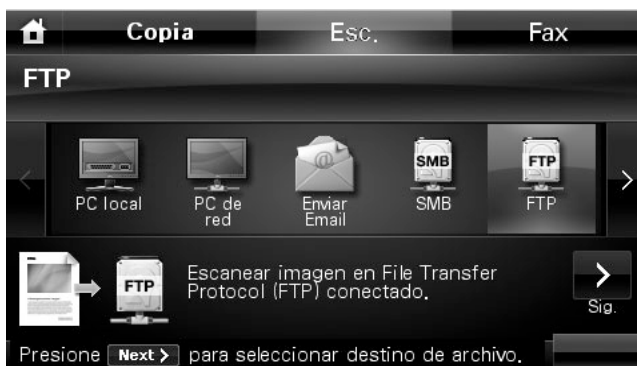 Copia Esc. Fax
FTP
@
SMB FTP
PC local PC de red Enviar Email SMB FTP
FTP Escanear imagen en File Transfer
Protocol (FTP) conectado.
Sig.
Presione Next > para seleccionar destino de archivo.